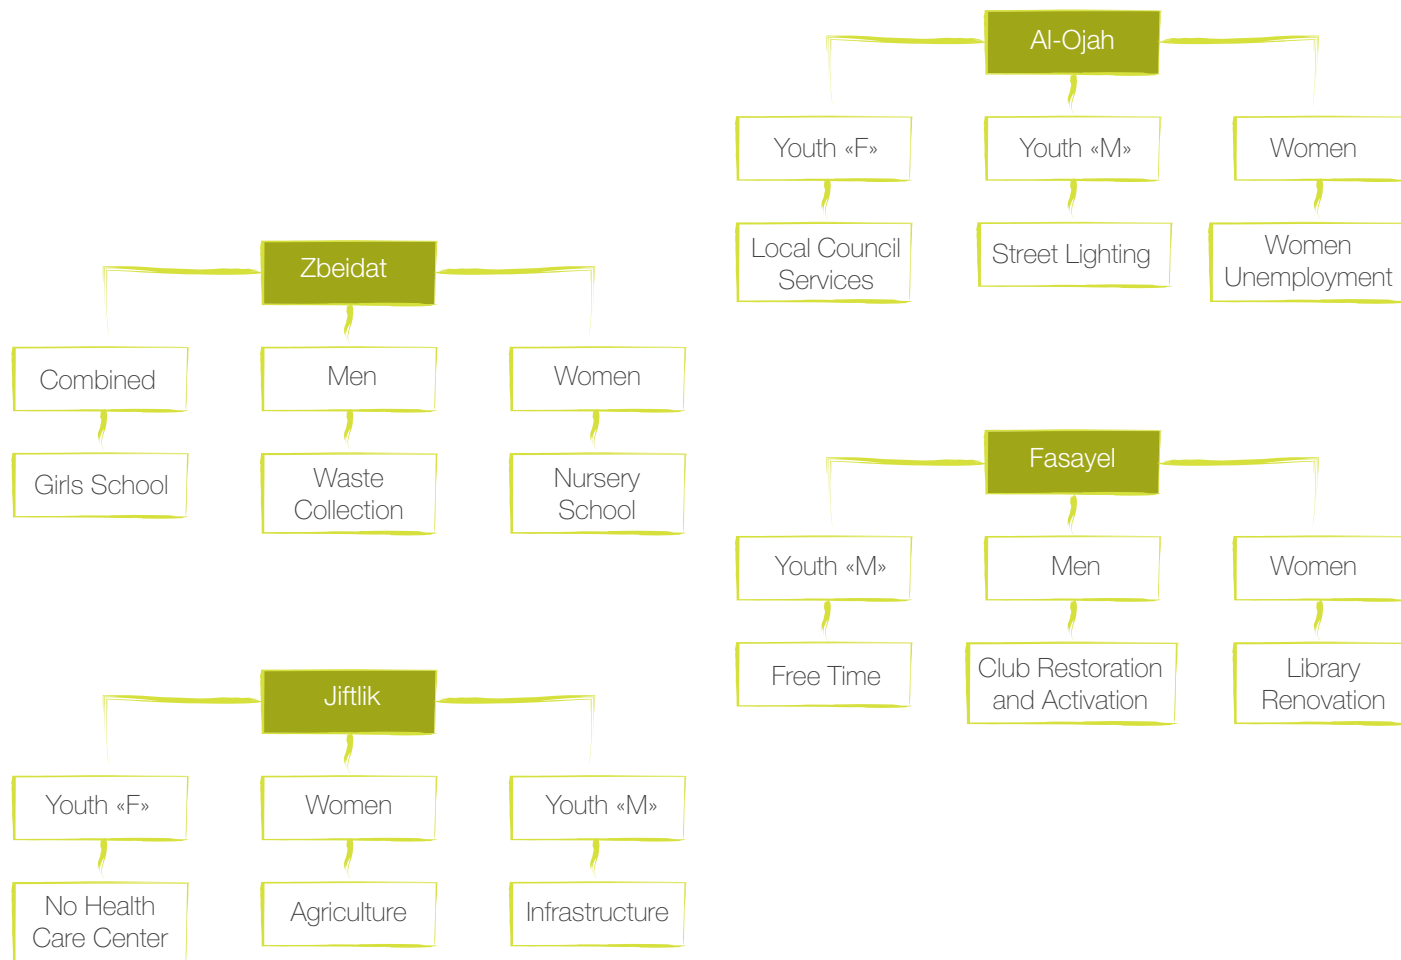 Zbeidat
Combined
Men
Women
Girls School
Waste
Collection
Nursery
School
Jiftlik
Youth «F»
Women
Youth «M»
No Health
Care Center
Agriculture
Infrastructure
Al-Ojah
Youth «F»
Youth «M»
Women
Local Council
Services
Street Lighting
Women
Unemployment
Fasayel
Youth «M»
Men
Women
Free Time
Club Restoration
and Activation
Library
Renovation